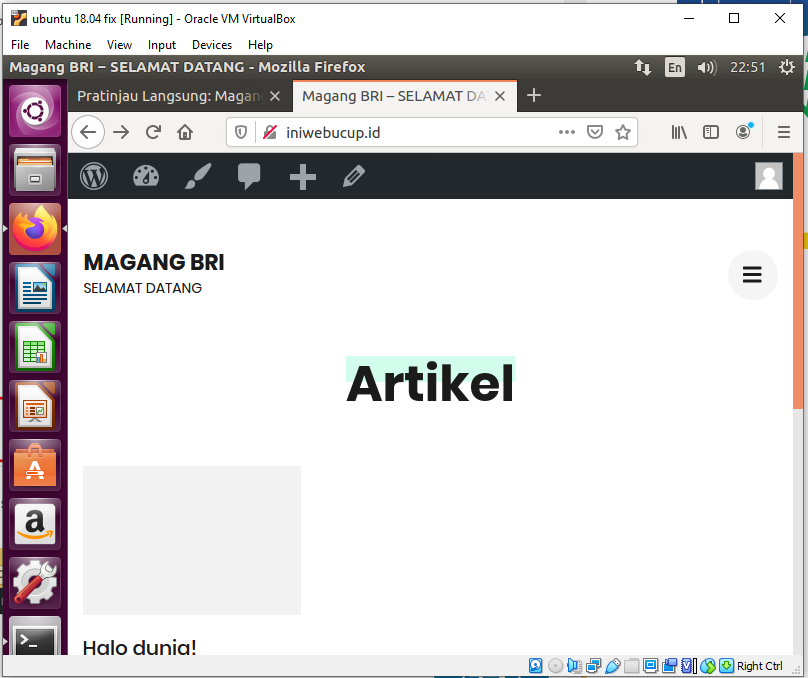 ubuntu 18.04 fix [Running] - Oracle VM VirtualBox
File Machine View Input Devices Help
Magang BRI – SELAMAT DATANG - Mozilla Firefox
En
22:51
Pratinjau Langsung: Magan
Magang BRI – SELAMAT DA
iniwebucup.id
MAGANG BRI
SELAMAT DATANG
Artikel
Halo dunia!
Right Ctrl